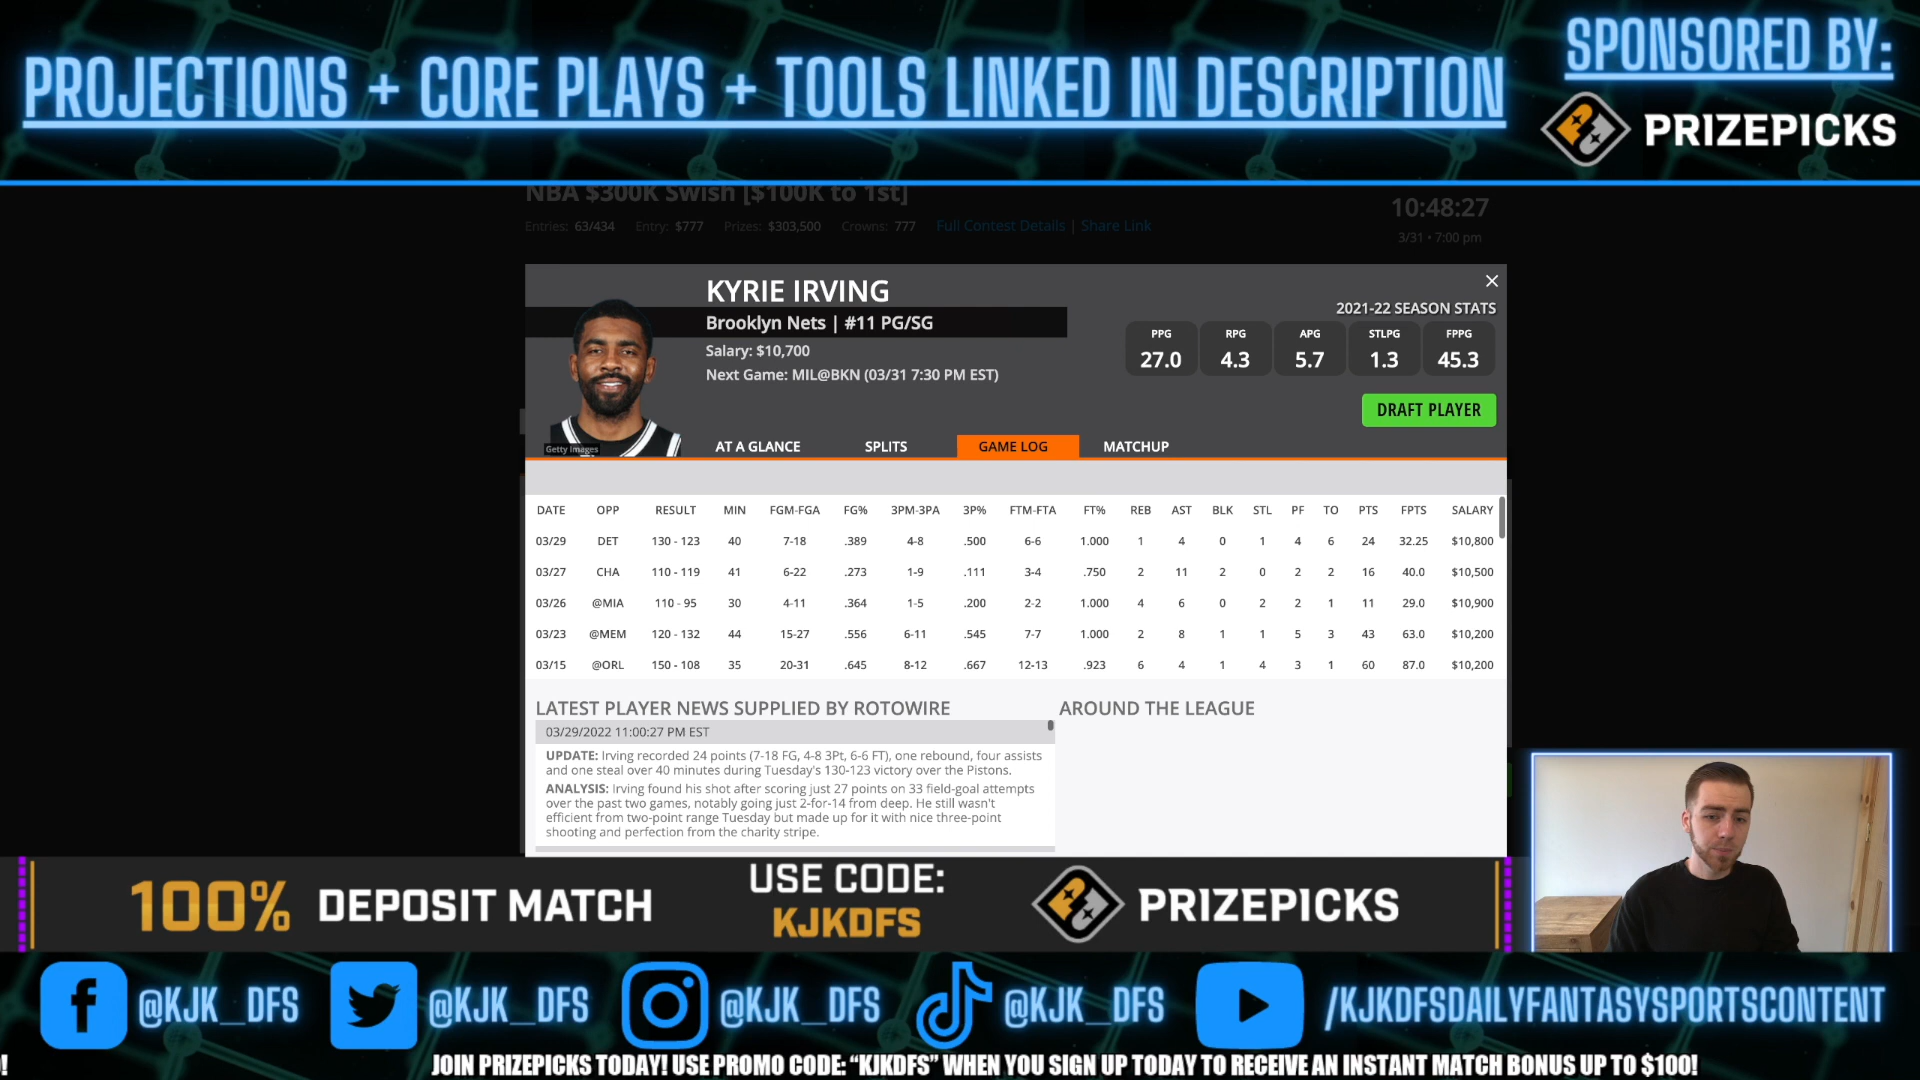 PROJECTIONS + CORE PLAYS + TOOLS LINKED IN DESCRIPTION
SPONSORED BY:
PRIZEPICKS
NBA $300K Swish [$100K to 1st]
Entries: 63/434 Entry: $777 Prizes: $303,500 Crowns: 777 Full Contest Details | Share Link
10:48:27
3/31 • 7:00 pm
KYRIE IRVING
Brooklyn Nets | #11 PG/SG
Salary: $10,700
Next Game: MIL@BKN (03/31 7:30 PM EST)
Getty Images
2021-22 SEASON STATS
PPG RPG APG STLPG FPPG
27.0 4.3 5.7 1.3 45.3
DRAFT PLAYER
AT A GLANCE SPLITS GAME LOG MATCHUP
DATE OPP RESULT MIN FGM-FGA FG% 3PM-3PA 3P% FTM-FTA FT% REB AST BLK STL PF TO PTS FPTS SALARY
03/29 DET 130 - 123 40 7-18 .389 4-8 .500 6-6 1.000 1 4 0 1 4 6 24 32.25 $10,800
03/27 CHA 110 - 119 41 6-22 .273 1-9 .111 3-4 .750 2 11 2 0 2 2 16 40.0 $10,500
03/26 @MIA 110 - 95 30 4-11 .364 1-5 .200 2-2 1.000 4 6 0 2 2 1 11 29.0 $10,900
03/23 @MEM 120 - 132 44 15-27 .556 6-11 .545 7-7 1.000 2 8 1 1 5 3 43 63.0 $10,200
03/15 @ORL 150 - 108 35 20-31 .645 8-12 .667 12-13 .923 6 4 1 4 3 1 60 87.0 $10,200
LATEST PLAYER NEWS SUPPLIED BY ROTOWIRE
03/29/2022 11:00:27 PM EST
UPDATE: Irving recorded 24 points (7-18 FG, 4-8 3Pt, 6-6 FT), one rebound, four assists
and one steal over 40 minutes during Tuesday's 130-123 victory over the Pistons.
ANALYSIS: Irving found his shot after scoring just 27 points on 33 field-goal attempts
over the past two games, notably going just 2-for-14 from deep. He still wasn't
efficient from two-point range Tuesday but made up for it with nice three-point
shooting and perfection from the charity stripe.
AROUND THE LEAGUE
100% DEPOSIT MATCH
USE CODE:
KJKDFS
PRIZEPICKS
@KJK_DFS @KJK_DFS @KJK_DFS @KJK_DFS /KJKDFSDAILYFANTASYSPORTSCONTENT
! JOIN PRIZEPICKS TODAY! USE PROMO CODE: “KJKDFS” WHEN YOU SIGN UP TODAY TO RECEIVE AN INSTANT MATCH BONUS UP TO $100!